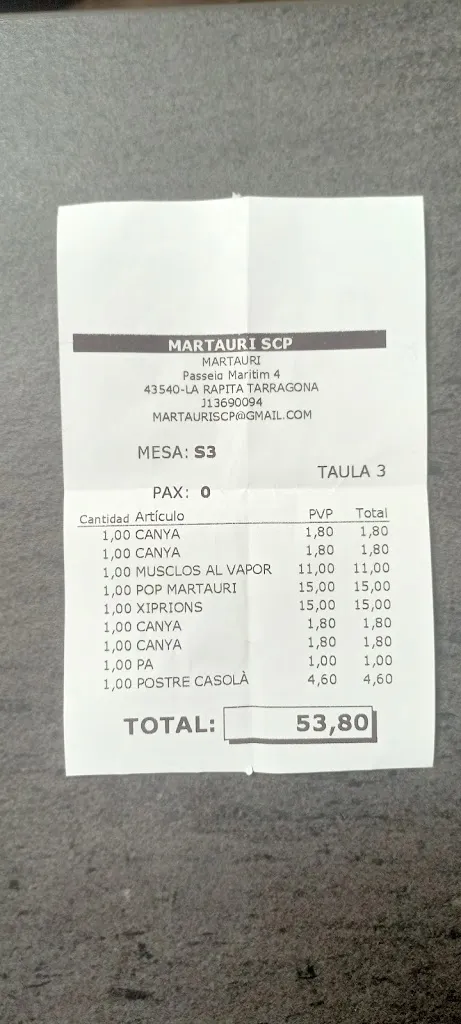 MARTAURI SCP
MARTAURI
Passeig Maritim 4
43540-LA RAPITA TARRAGONA
J13690094
MARTAURISCP@GMAIL.COM
MESA: S3
TAULA 3
PAX: 0
Cantidad Artículo PVP Total
1,00 CANYA 1,80 1,80
1,00 CANYA 1,80 1,80
1,00 MUSCLOS AL VAPOR 11,00 11,00
1,00 POP MARTAURI 15,00 15,00
1,00 XIPRIONS 15,00 15,00
1,00 CANYA 1,80 1,80
1,00 CANYA 1,80 1,80
1,00 PA 1,00 1,00
1,00 POSTRE CASOLÀ 4,60 4,60
TOTAL: 53,80